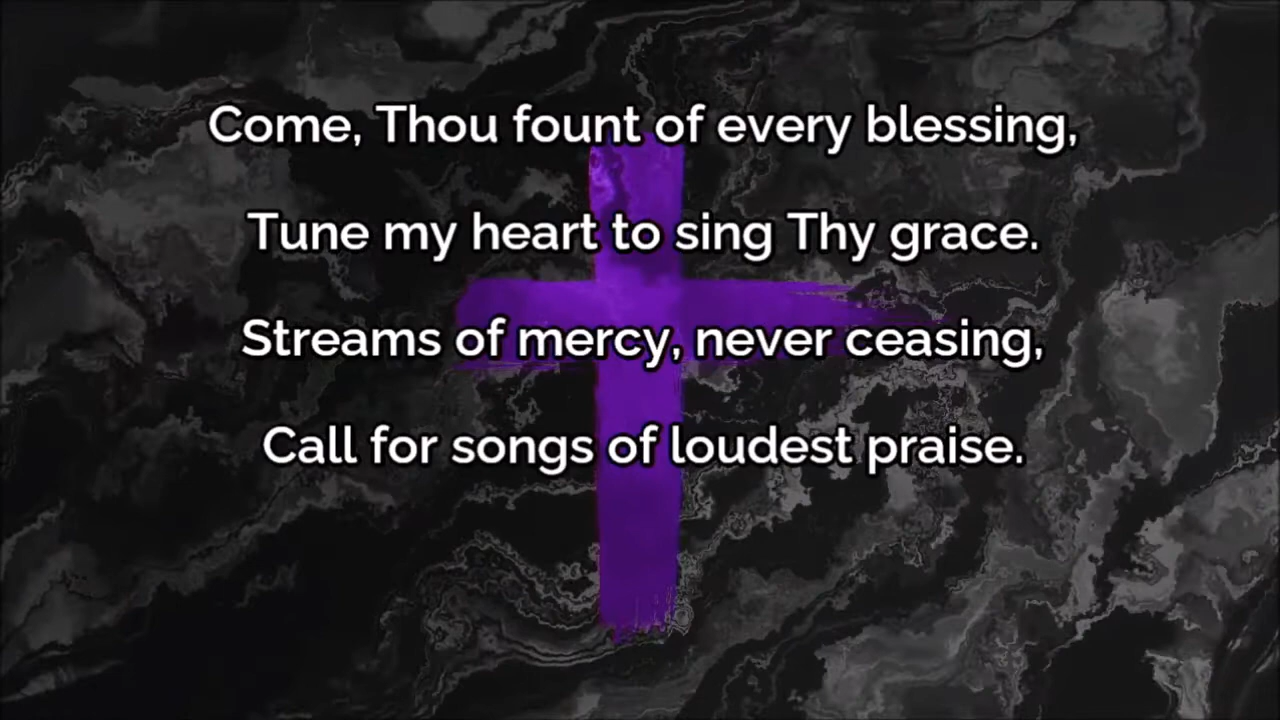 Come, Thou fount of every blessing,
Tune my heart to sing Thy grace.
Streams of mercy, never ceasing,
Call for songs of loudest praise.